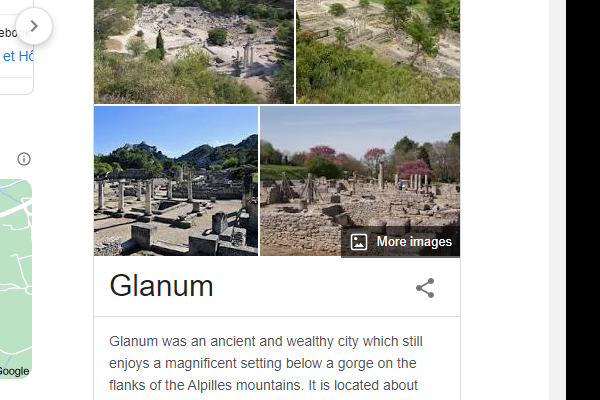 ebook
et Hô
More images
Glanum
Glanum was an ancient and wealthy city which still
enjoys a magnificent setting below a gorge on the
flanks of the Alpilles mountains. It is located about
Google